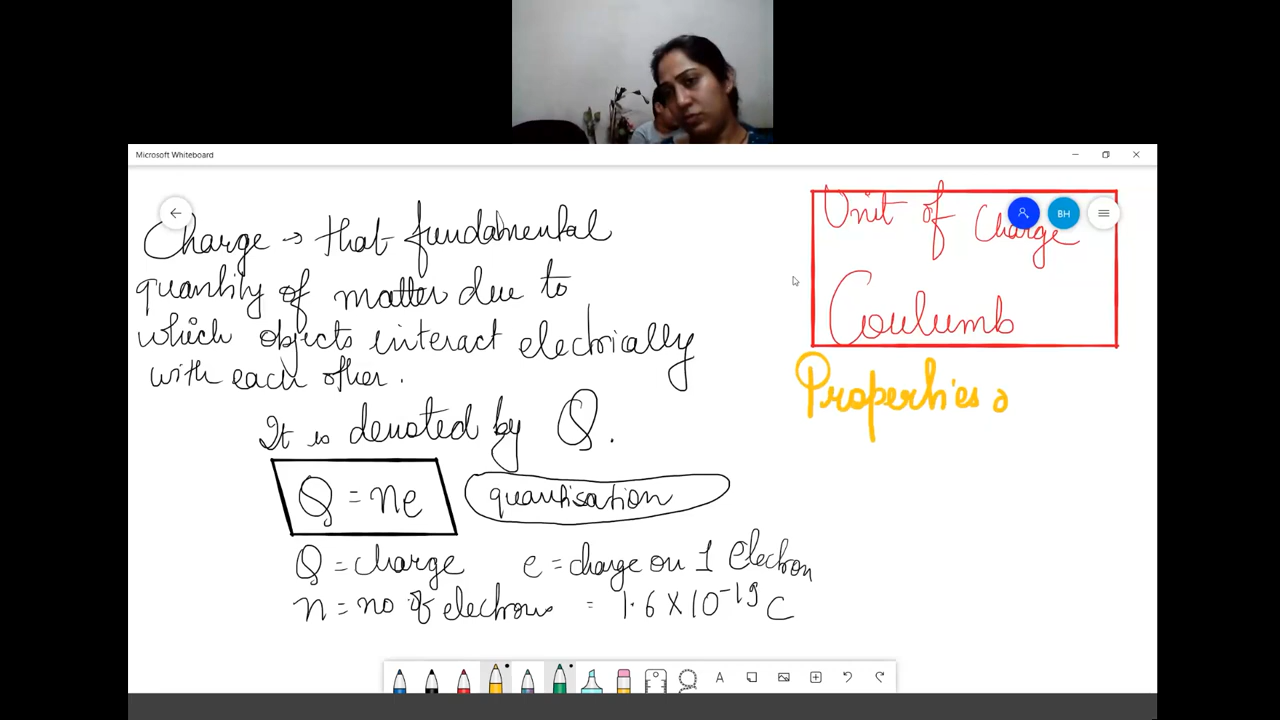 Microsoft Whiteboard
Charge → that fundamental
quantity of matter due to
which objects interact electrically
with each other.
It is denoted by Q.
Q = ne
quantisation
Q = charge
e = charge on 1 electron
n = no of electrons
= 1.6 X 10-19 C
Unit of Charge
BH
Coulumb
Properties o
A